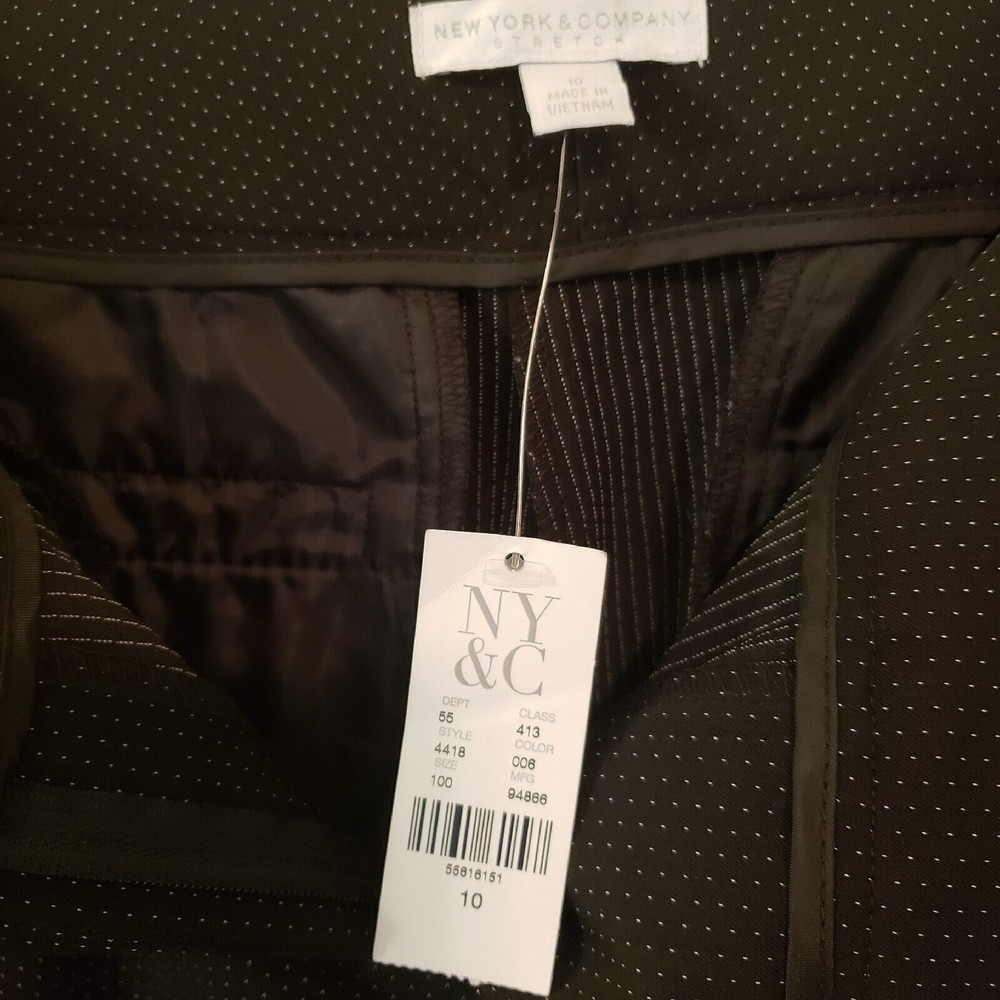 NEW YORK & COMPANY
STRETCH
10
MADE IN
VIETNAM
NY
&C
DEPT CLASS
55 413
STYLE COLOR
4418 006
SIZE MFG
100 94866
55816151
10